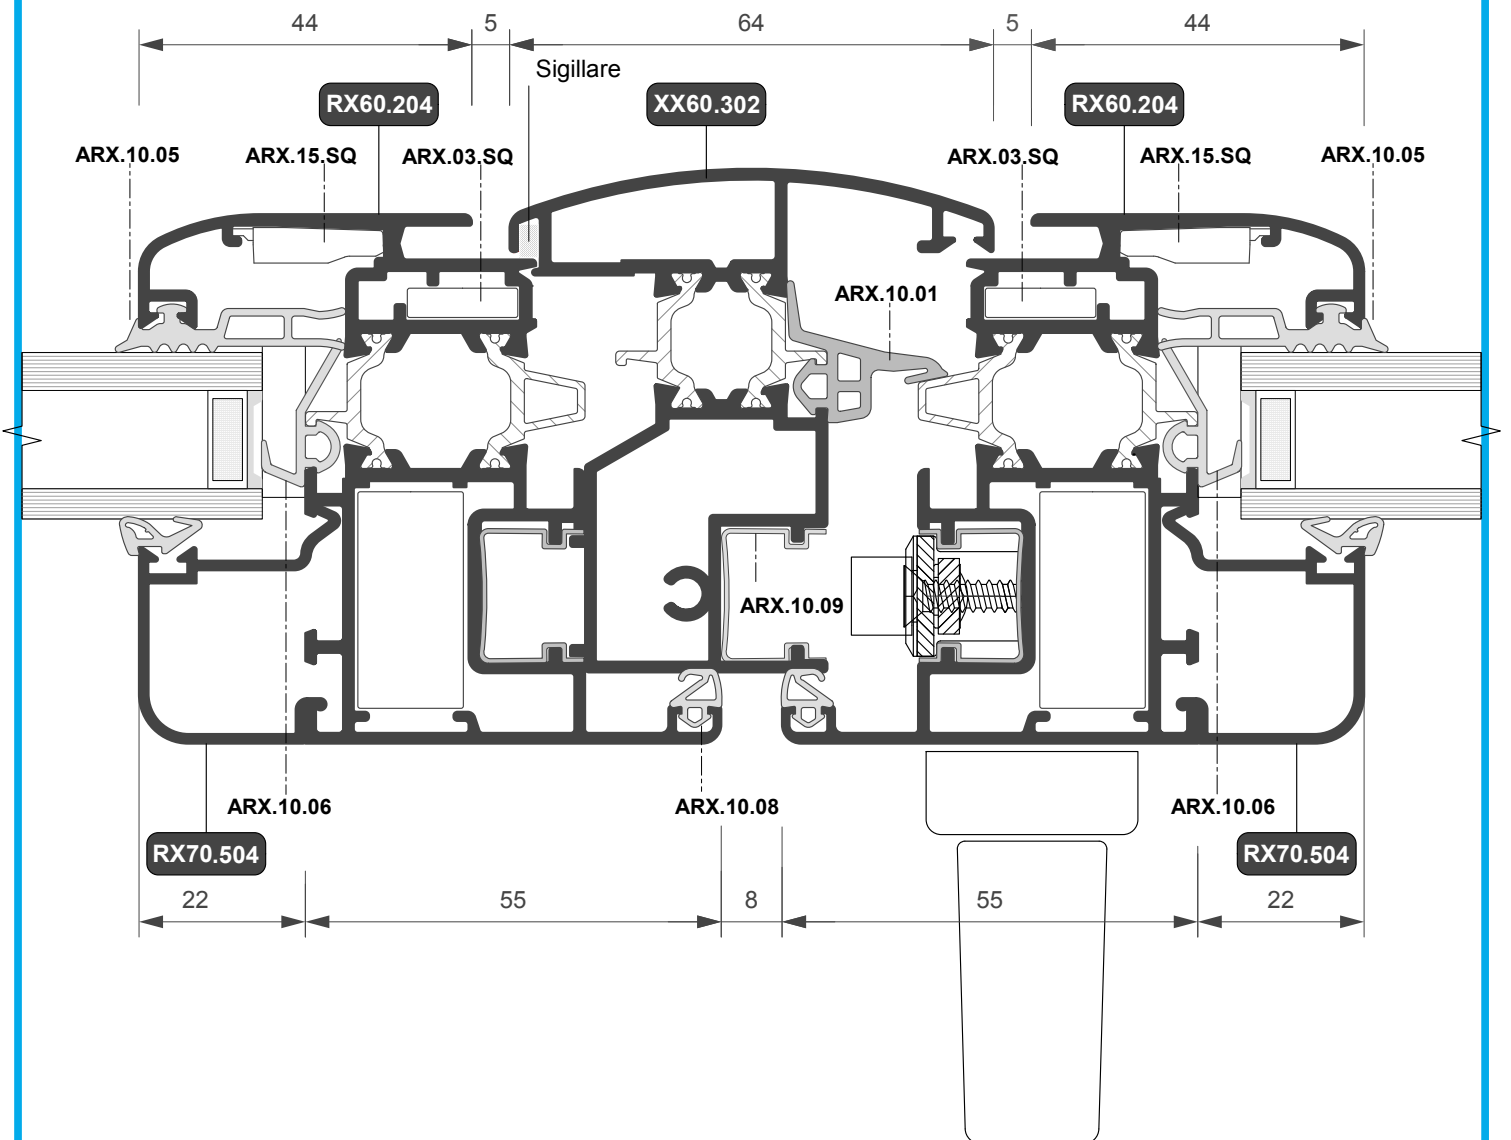 44 5 64 5 44
Sigillare
RX60.204 XX60.302 RX60.204
ARX.10.05 ARX.15.SQ ARX.03.SQ ARX.03.SQ ARX.15.SQ ARX.10.05
ARX.10.01
ARX.10.09
ARX.10.06 ARX.10.08 ARX.10.06
RX70.504 RX70.504
22 55 8 55 22